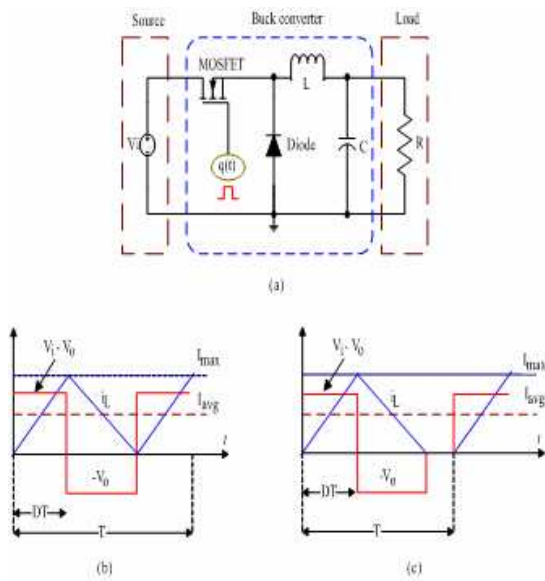 Source
Buck converter
Load
MOSFET
L
Vi
q(t)
Diode
C
R
(a)
Vi - V0
Imax
iL
Iavg
t
-V0
DT
T
(b)
Vi - V0
Imax
iL
Iavg
t
-V0
DT
T
(c)